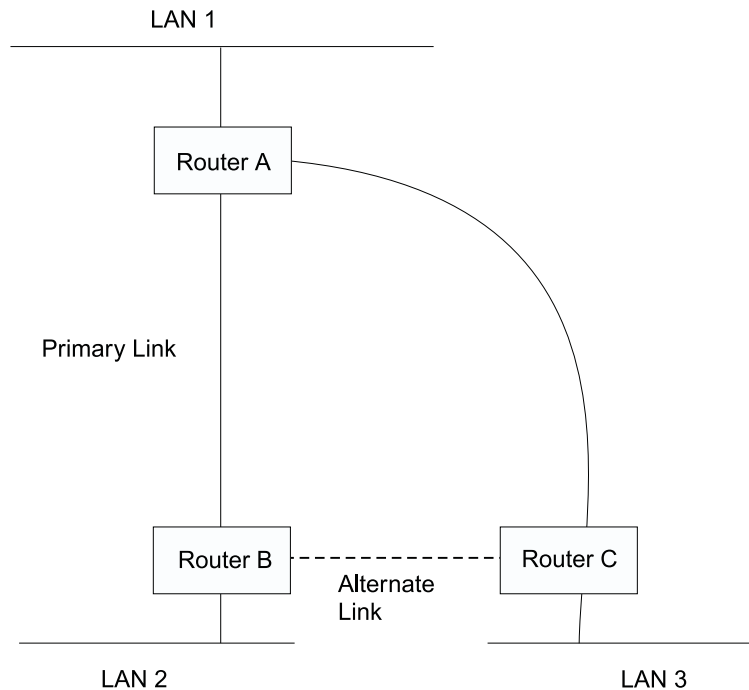 LAN 1
Router A
Primary Link
Router B
Router C
Alternate
Link
LAN 2
LAN 3